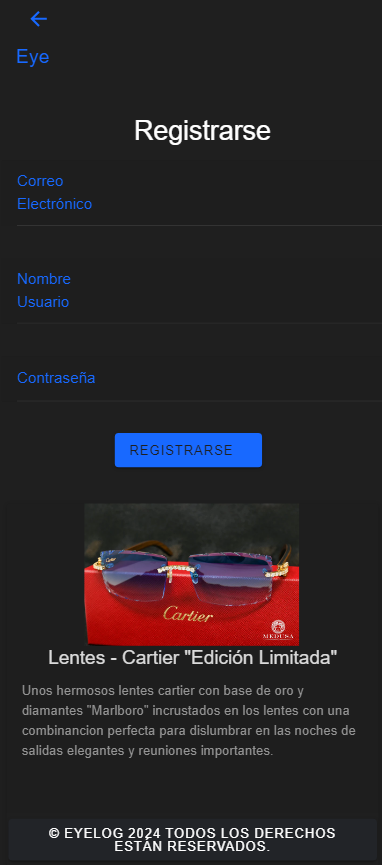 Eye
Registrarse
Correo
Electrónico
Nombre
Usuario
Contraseña
REGISTRARSE
Cartier
Cartier
MEDUSA
Lentes - Cartier "Edición Limitada"
Unos hermosos lentes cartier con base de oro y
diamantes "Marlboro" incrustados en los lentes con una
combinancion perfecta para dislumbrar en las noches de
salidas elegantes y reuniones importantes.
© EYELOG 2024 TODOS LOS DERECHOS
ESTÁN RESERVADOS.